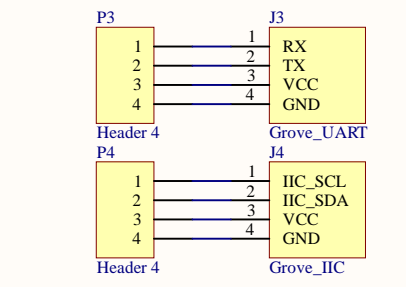 P3 J3
1 1 RX
2 2 TX
3 3 VCC
4 4 GND
Header 4 Grove_UART
P4 J4
1 1 IIC_SCL
2 2 IIC_SDA
3 3 VCC
4 4 GND
Header 4 Grove_IIC